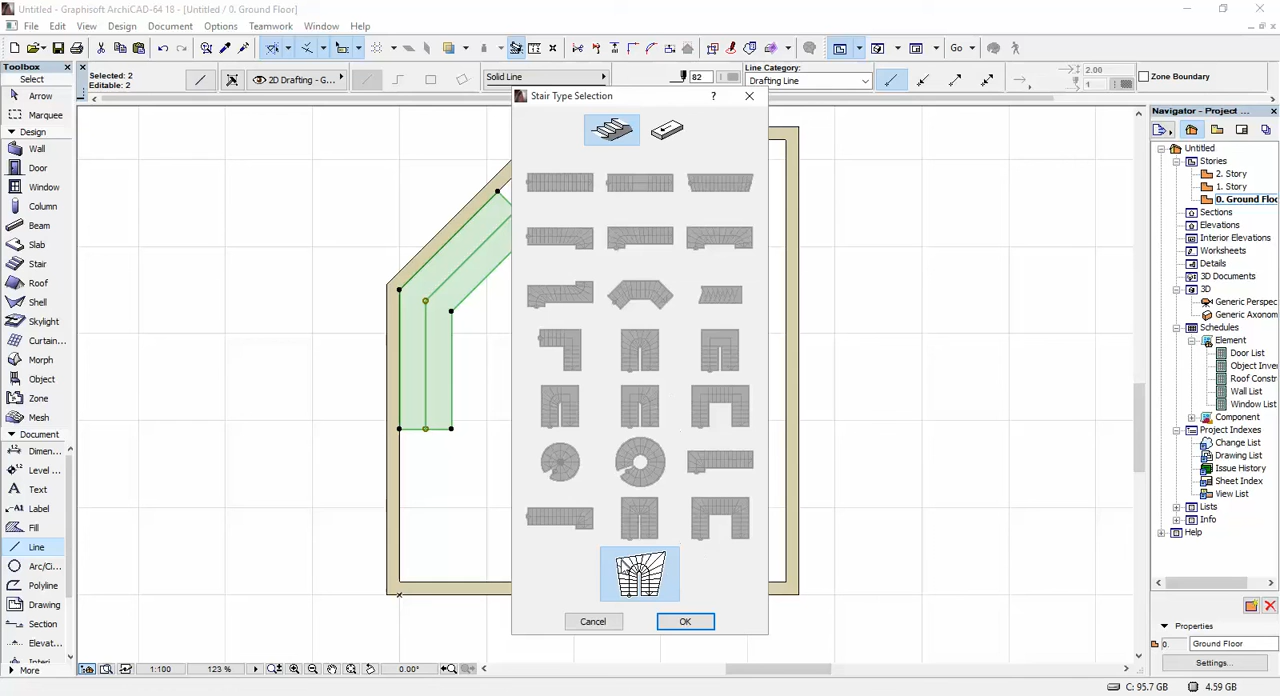 Untitled - Graphisoft ArchiCAD-64 18 - [Untitled / 0. Ground Floor]
File Edit View Design Document Options Teamwork Window Help
Go
Toolbox
Select
Arrow
Marquee
Design
Wall
Door
Window
Column
Beam
Slab
Stair
Roof
Shell
Skylight
Curtain...
Morph
Object
Zone
Mesh
Document
Dimen...
Level ...
Text
Label
Fill
Line
Arc/Ci...
Polyline
Drawing
Section
Elevat...
More
Selected: 2
Editable: 2
2D Drafting - G...
Solid Line
82
Line Category:
Drafting Line
2.00
1
Zone Boundary
Stair Type Selection
?
Cancel
OK
Navigator - Project ...
Untitled
Stories
2. Story
1. Story
0. Ground Floo
Sections
Elevations
Interior Elevations
Worksheets
Details
3D Documents
3D
Generic Perspe
Generic Axonom
Schedules
Element
Door List
Object Inve
Roof Constr
Wall List
Window List
Component
Project Indexes
Change List
Drawing List
Issue History
Sheet Index
View List
Lists
Info
Help
Properties
0. Ground Floor
Settings...
1:100 123 % 0.00°
C: 95.7 GB 4.59 GB